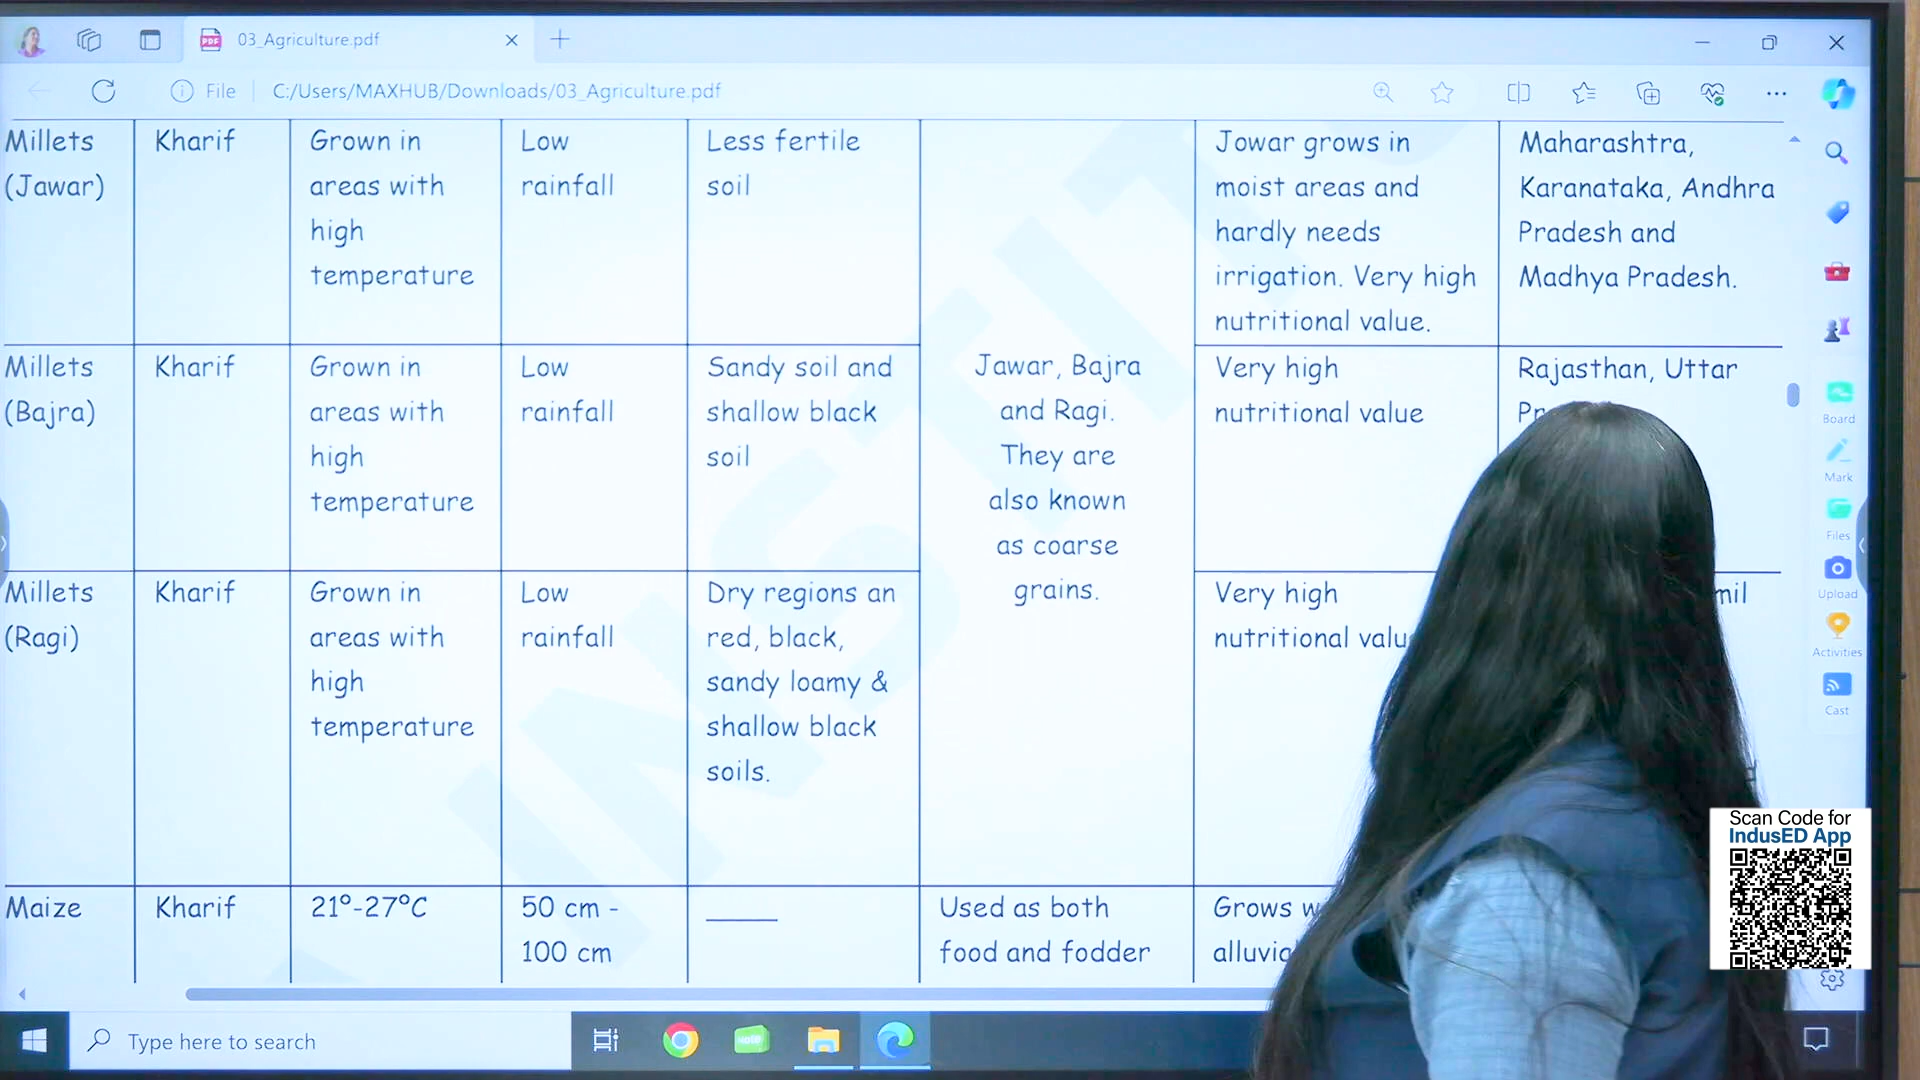 03_Agriculture.pdf
File
C:/Users/MAXHUB/Downloads/03_Agriculture.pdf
Millets
(Jawar)
Kharif
Grown in
areas with
high
temperature
Low
rainfall
Less fertile
soil
Jowar grows in
moist areas and
hardly needs
irrigation. Very high
nutritional value.
Maharashtra,
Karanataka, Andhra
Pradesh and
Madhya Pradesh.
Millets
(Bajra)
Kharif
Grown in
areas with
high
temperature
Low
rainfall
Sandy soil and
shallow black
soil
Jawar, Bajra
and Ragi.
They are
also known
as coarse
grains.
Very high
nutritional value
Rajasthan, Uttar
Millets
(Ragi)
Kharif
Grown in
areas with
high
temperature
Low
rainfall
Dry regions an
red, black,
sandy loamy &
shallow black
soils.
Very high
nutritional
Maize
Kharif
21°-27°C
50 cm -
100 cm
Used as both
food and fodder
Grows
Board
Mark
Files
Upload
Activities
Cast
Scan Code for
IndusED App
Type here to search